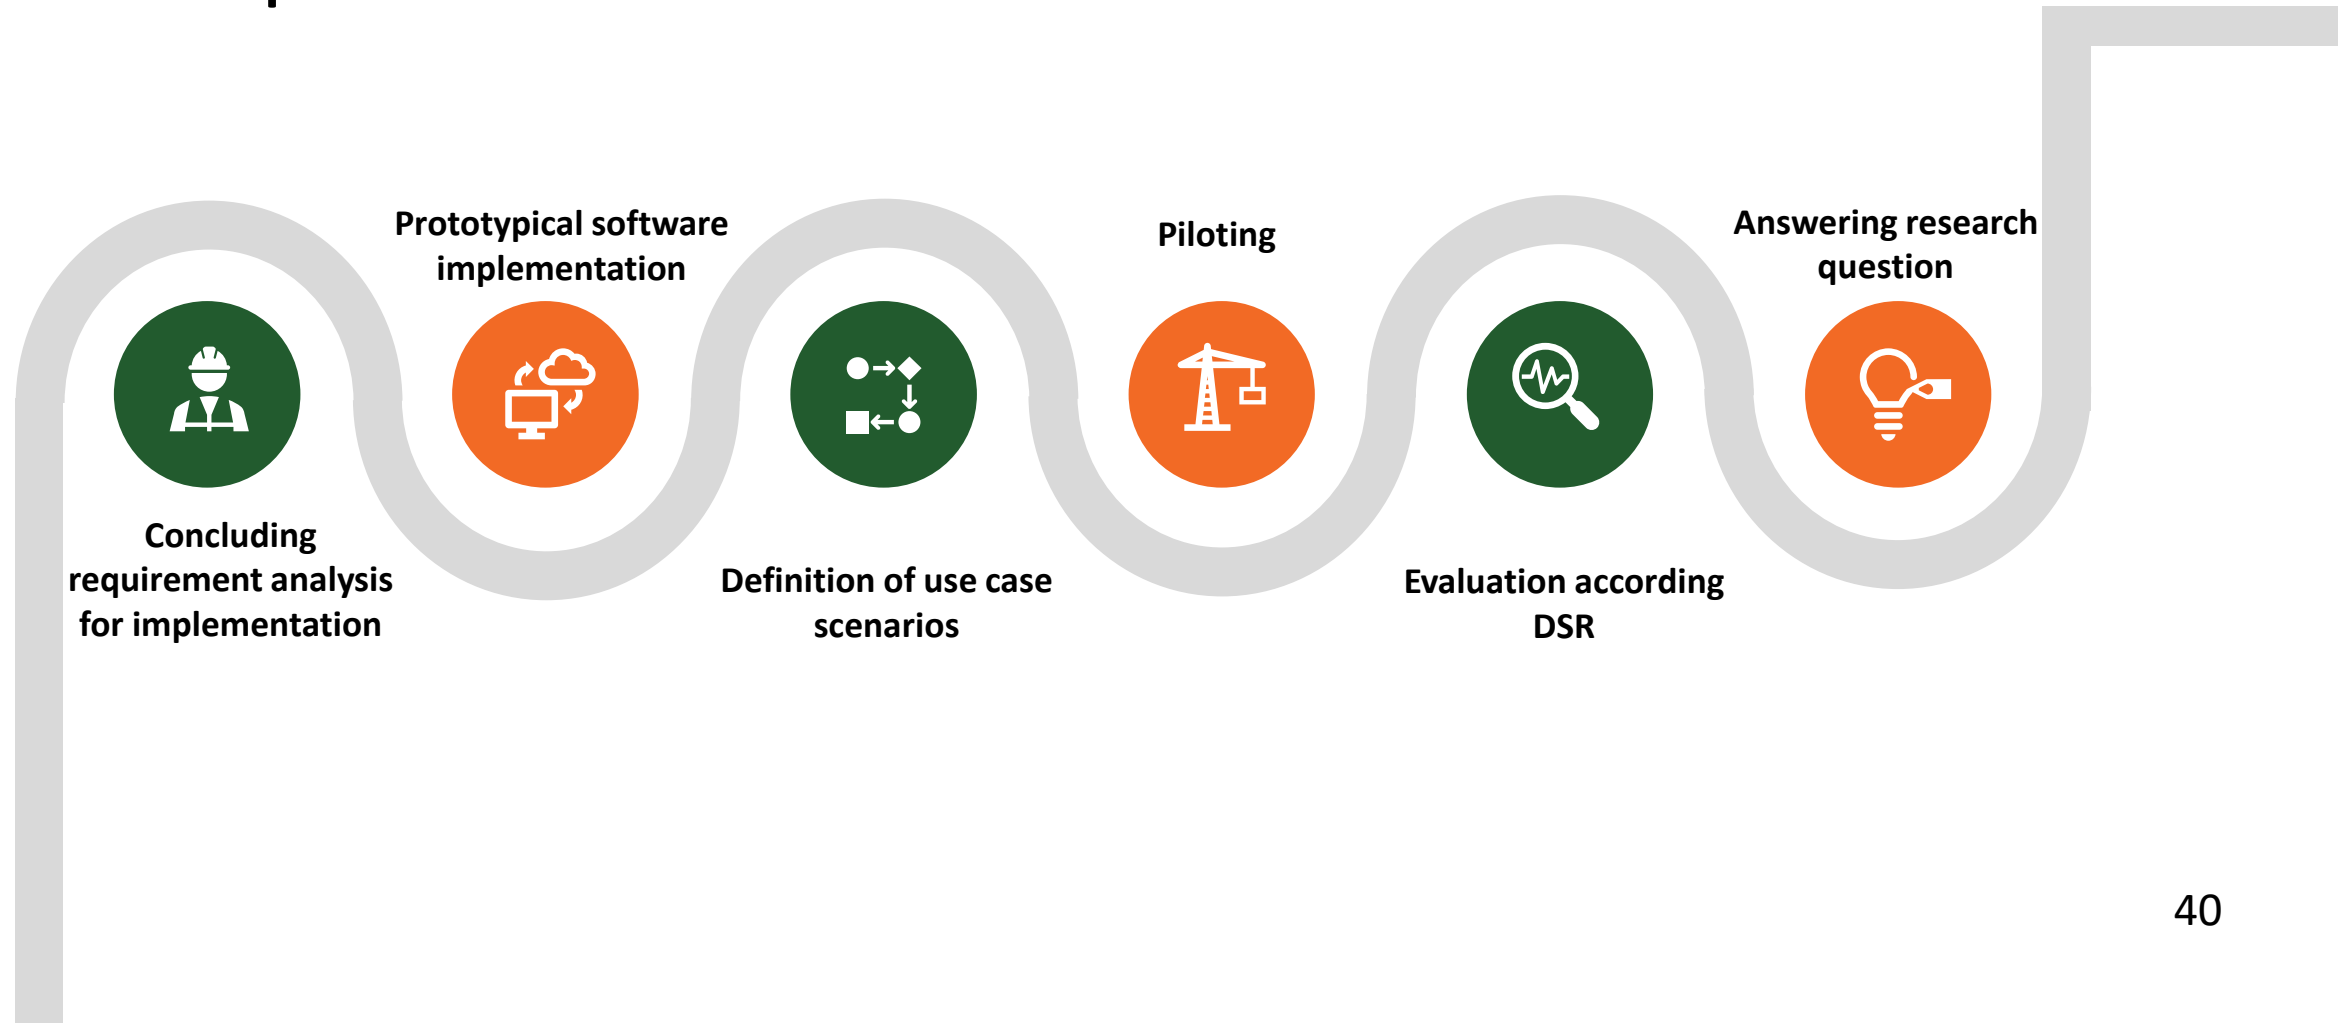 Concluding
requirement analysis
for implementation
Prototypical software
implementation
Definition of use case
scenarios
Piloting
Evaluation according
DSR
Answering research
question
40